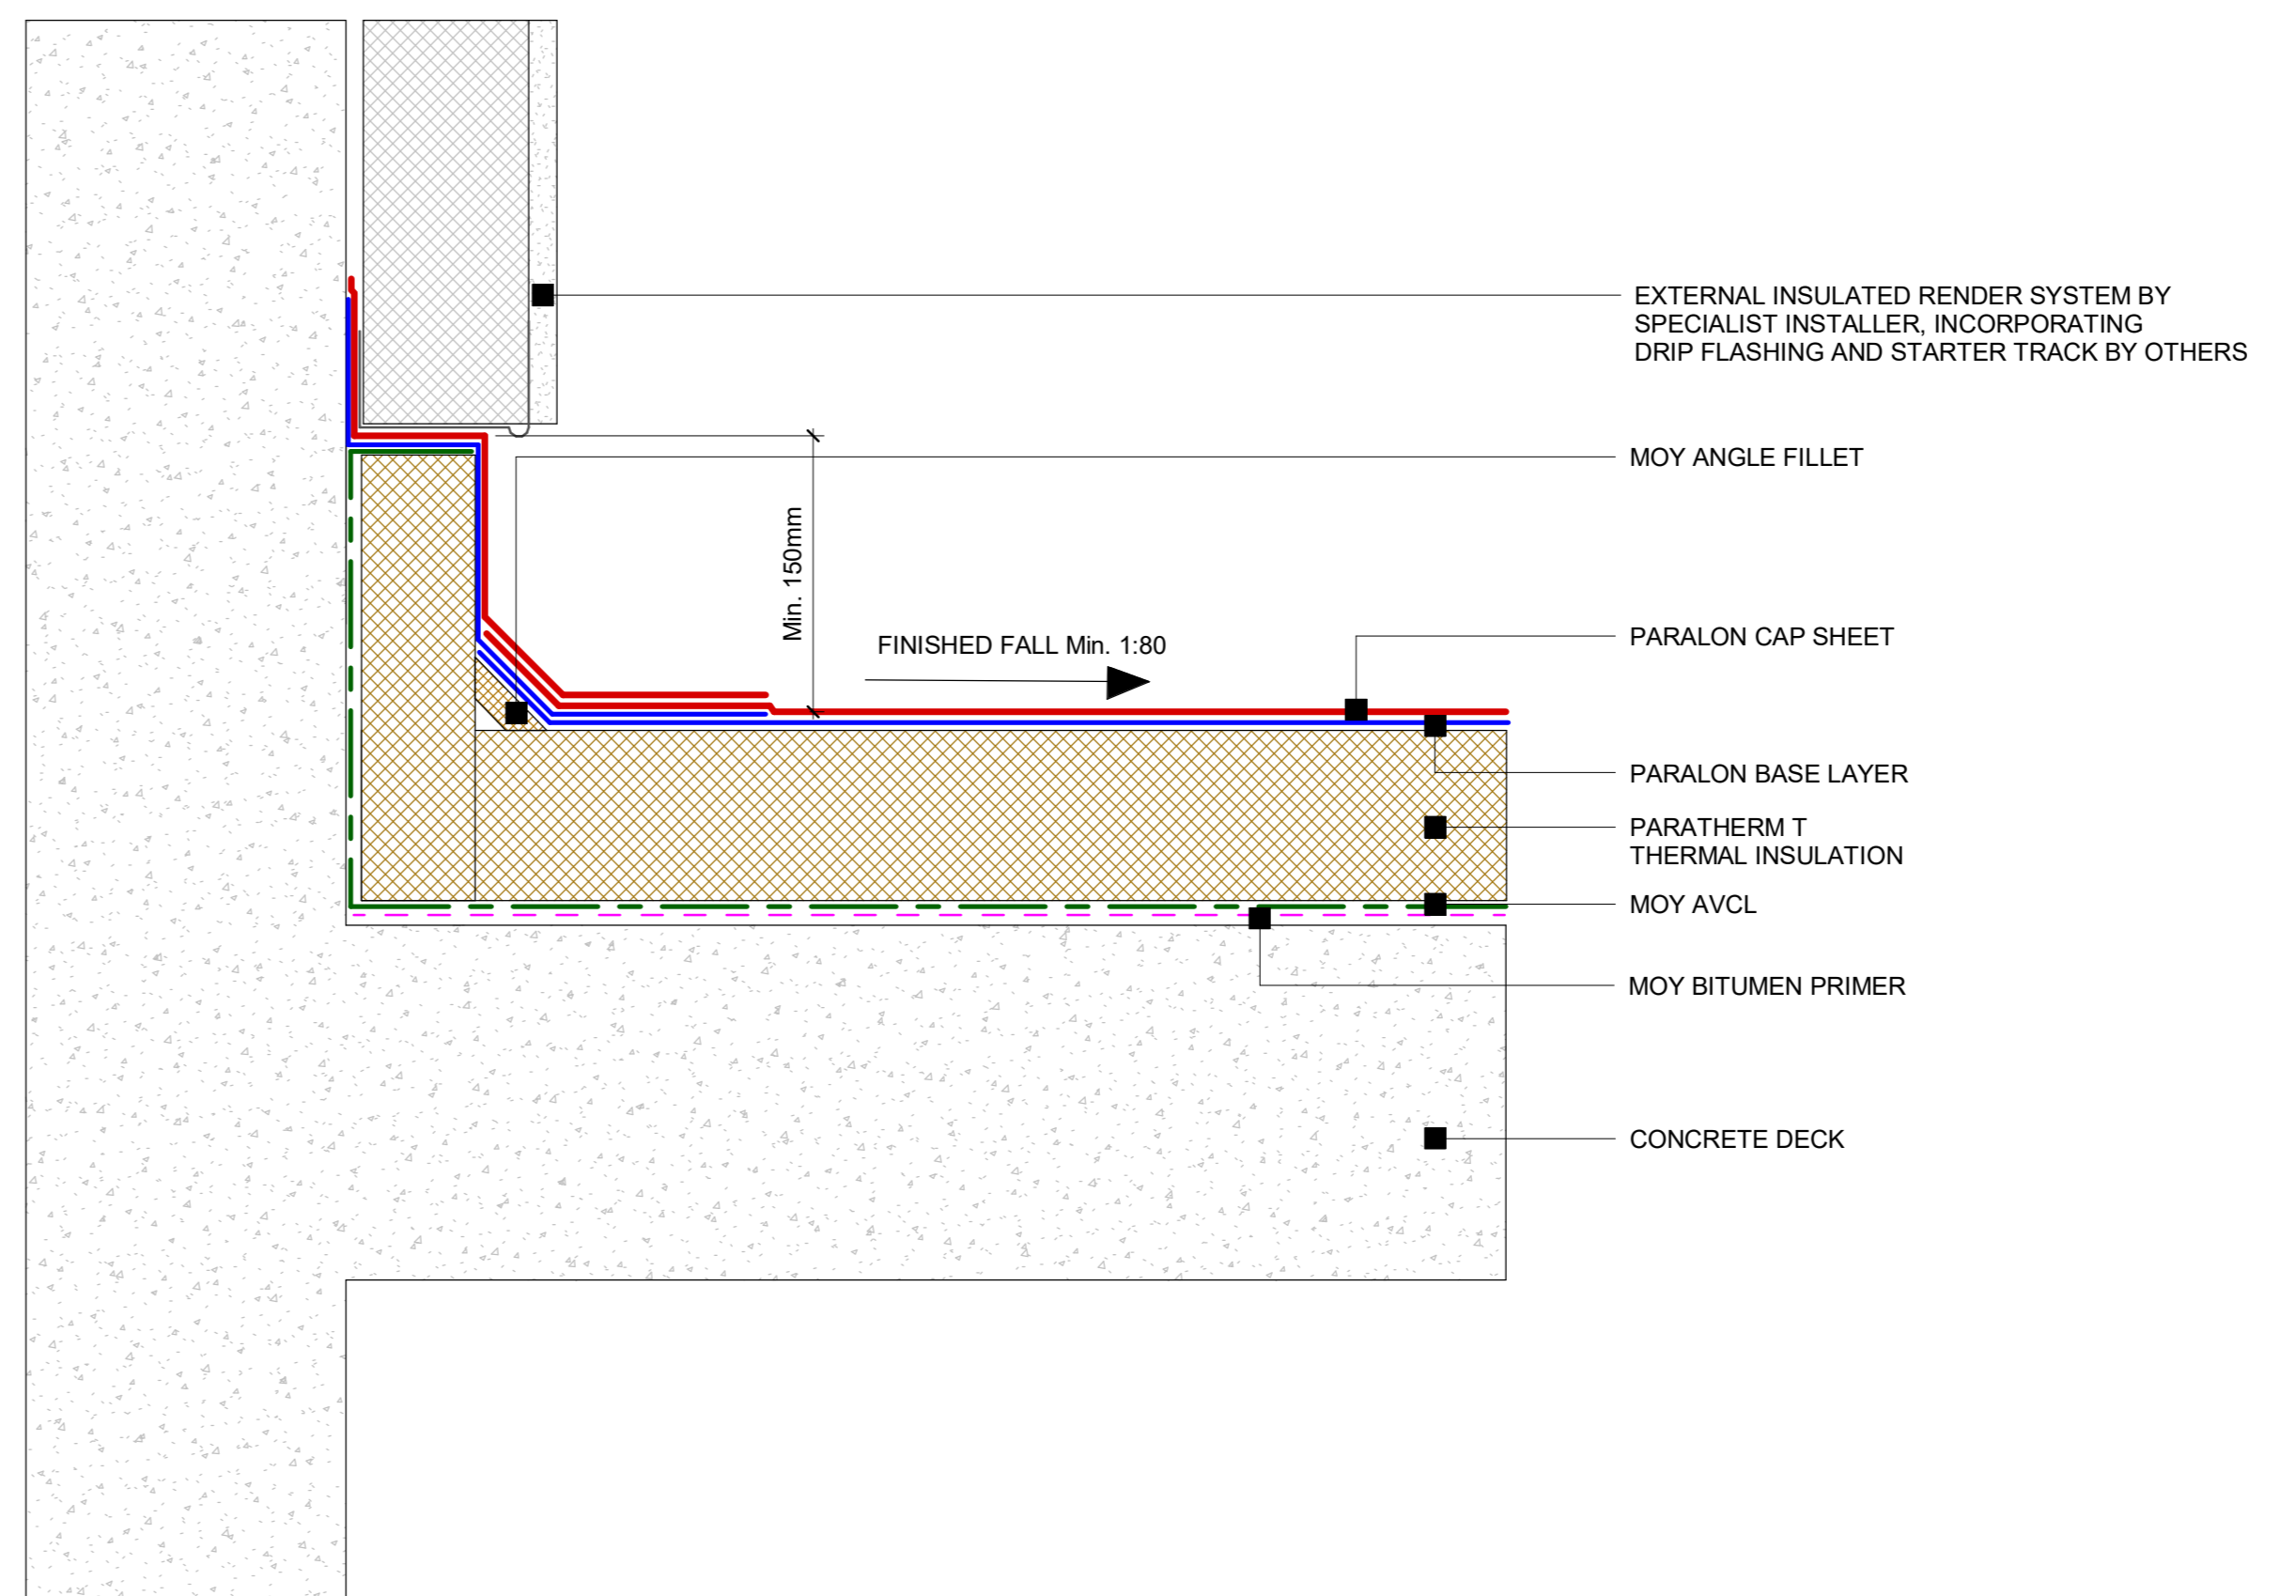 EXTERNAL INSULATED RENDER SYSTEM BY
SPECIALIST INSTALLER, INCORPORATING
DRIP FLASHING AND STARTER TRACK BY OTHERS
MOY ANGLE FILLET
Min. 150mm
FINISHED FALL Min. 1:80
PARALON CAP SHEET
PARALON BASE LAYER
PARATHERM T
THERMAL INSULATION
MOY AVCL
MOY BITUMEN PRIMER
CONCRETE DECK